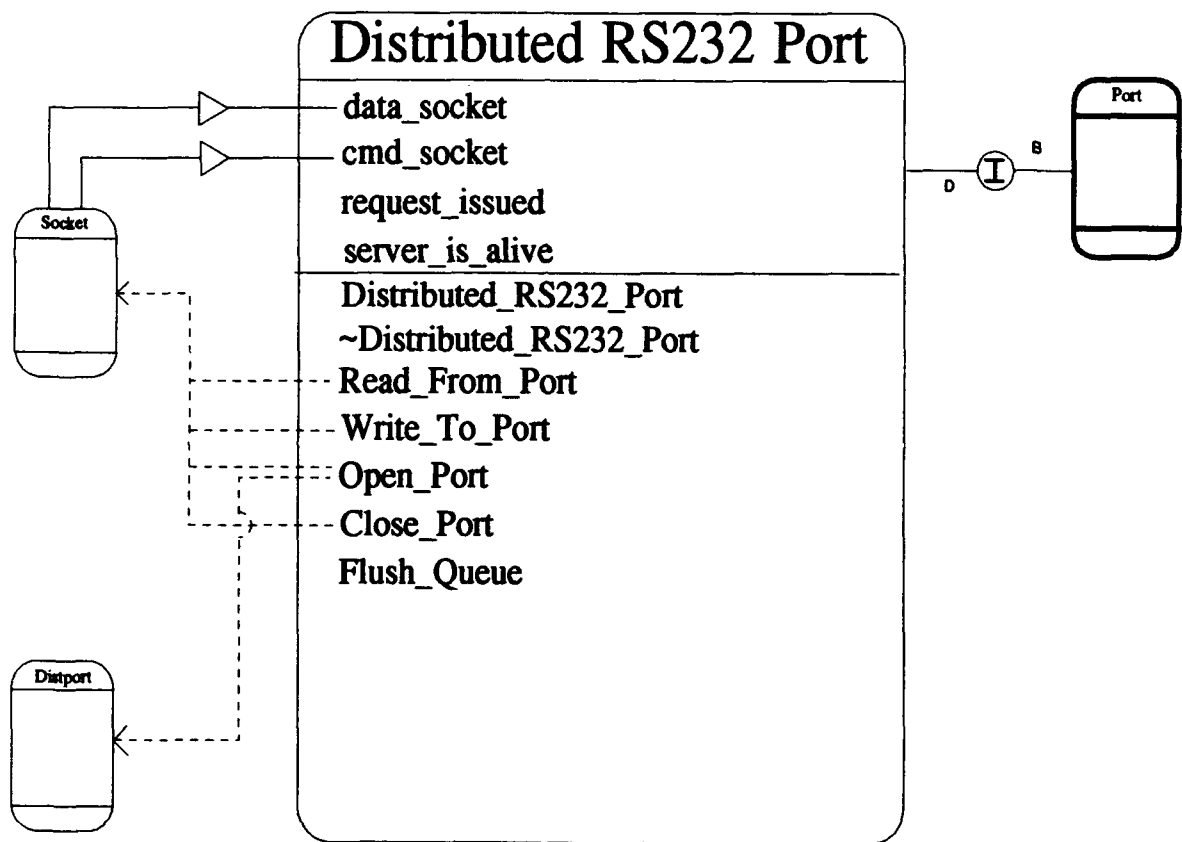 Distributed RS232 Port
data_socket
Port
cmd_socket
B
I
D
request_issued
Socket
server_is_alive
Distributed_RS232_Port
~Distributed_RS232_Port
Read_From_Port
Write_To_Port
Open_Port
Close_Port
Flush_Queue
Distport